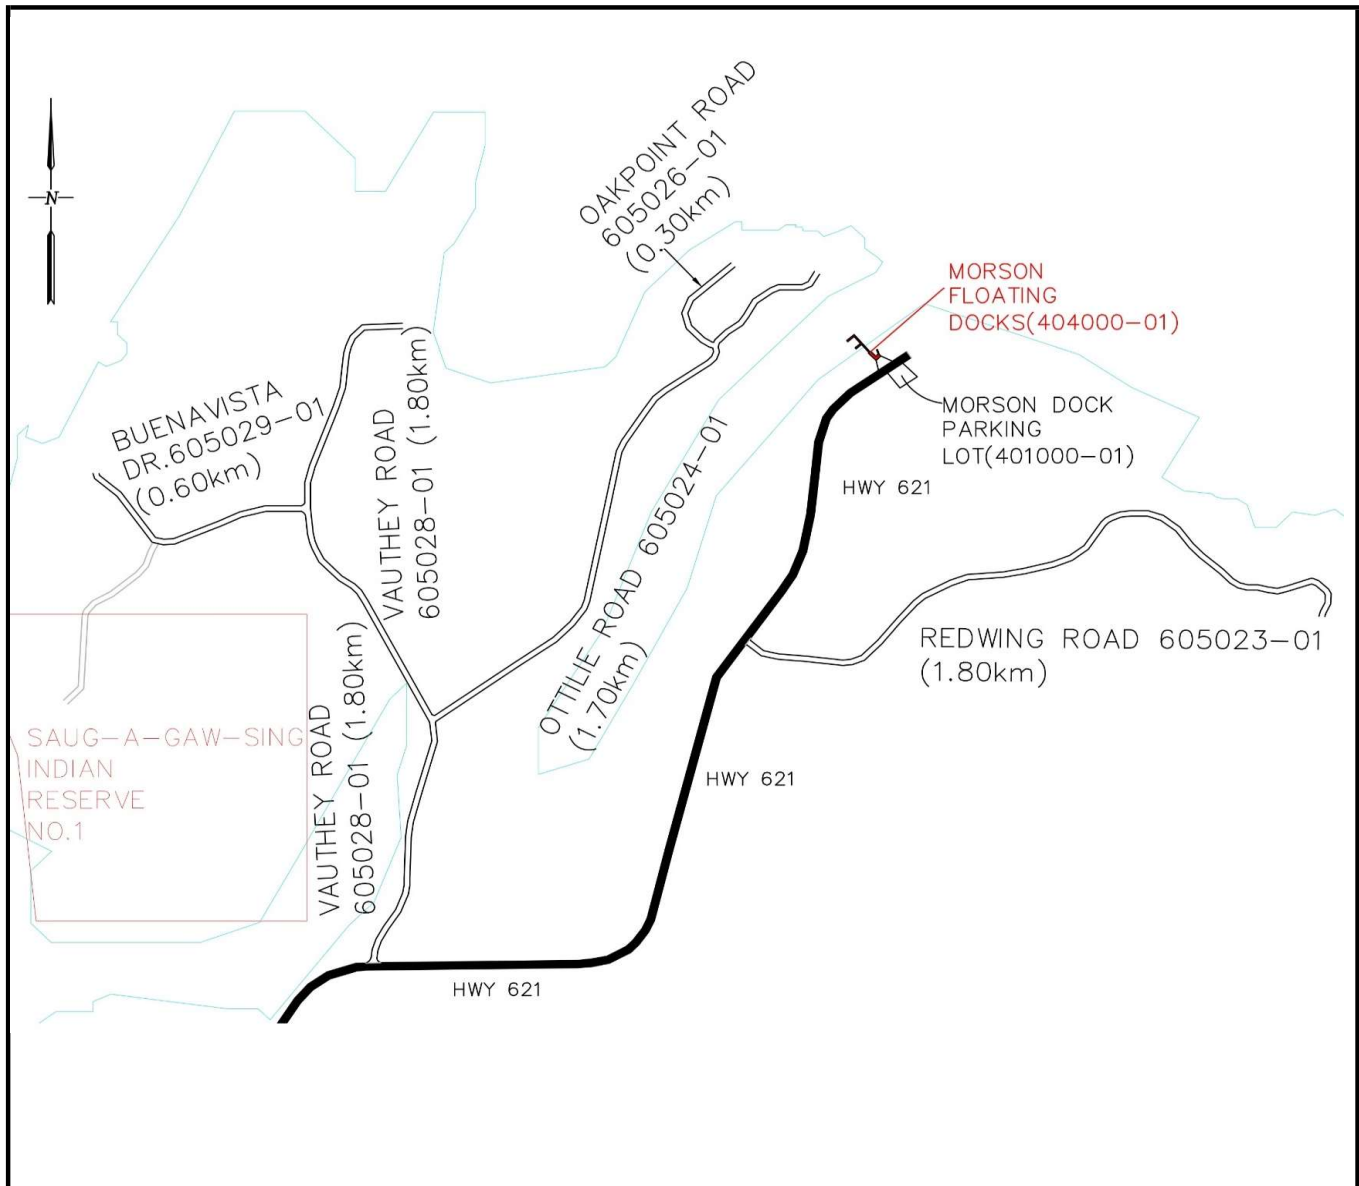 OAKPOINT ROAD
605026-01
(0.30km)
N
MORSON
FLOATING
DOCKS(404000-01)
BUENAVISTA
DR.605029-01
(0.60km)
VAUTHEY ROAD
605028-01 (1.80km)
MORSON DOCK
PARKING
LOT(401000-01)
HWY 621
OTTILIE ROAD 605024-01
(1.70km)
REDWING ROAD 605023-01
(1.80km)
SAUG-A-GAW-SING
INDIAN
RESERVE
NO.1
VAUTHEY ROAD
605028-01 (1.80km)
HWY 621
HWY 621